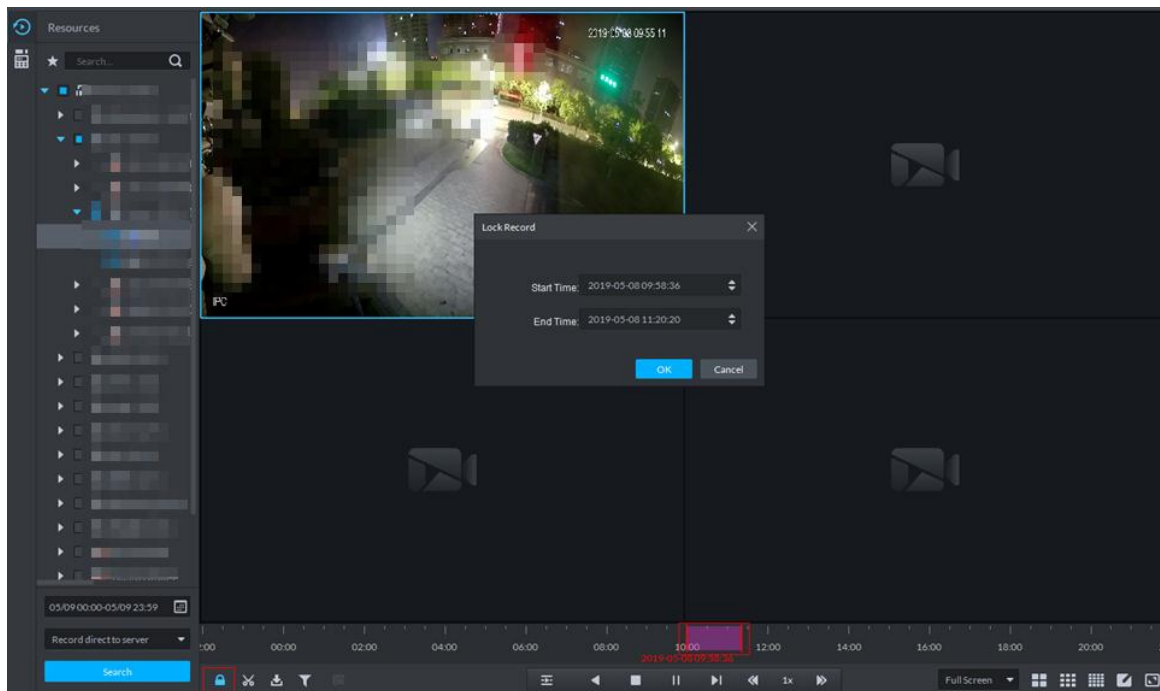 Resources
Search...
2019-05-08 09:55:11
IPC
Lock Record
Start Time: 2019-05-08 09:58:36
End Time: 2019-05-08 11:20:20
OK Cancel
05/09 00:00-05/09 23:59
Record direct to server
Search
2:00 00:00 02:00 04:00 06:00 08:00 10:00 12:00 14:00 16:00 18:00 20:00
2019-05-08 09:58:36
1x
Full Screen